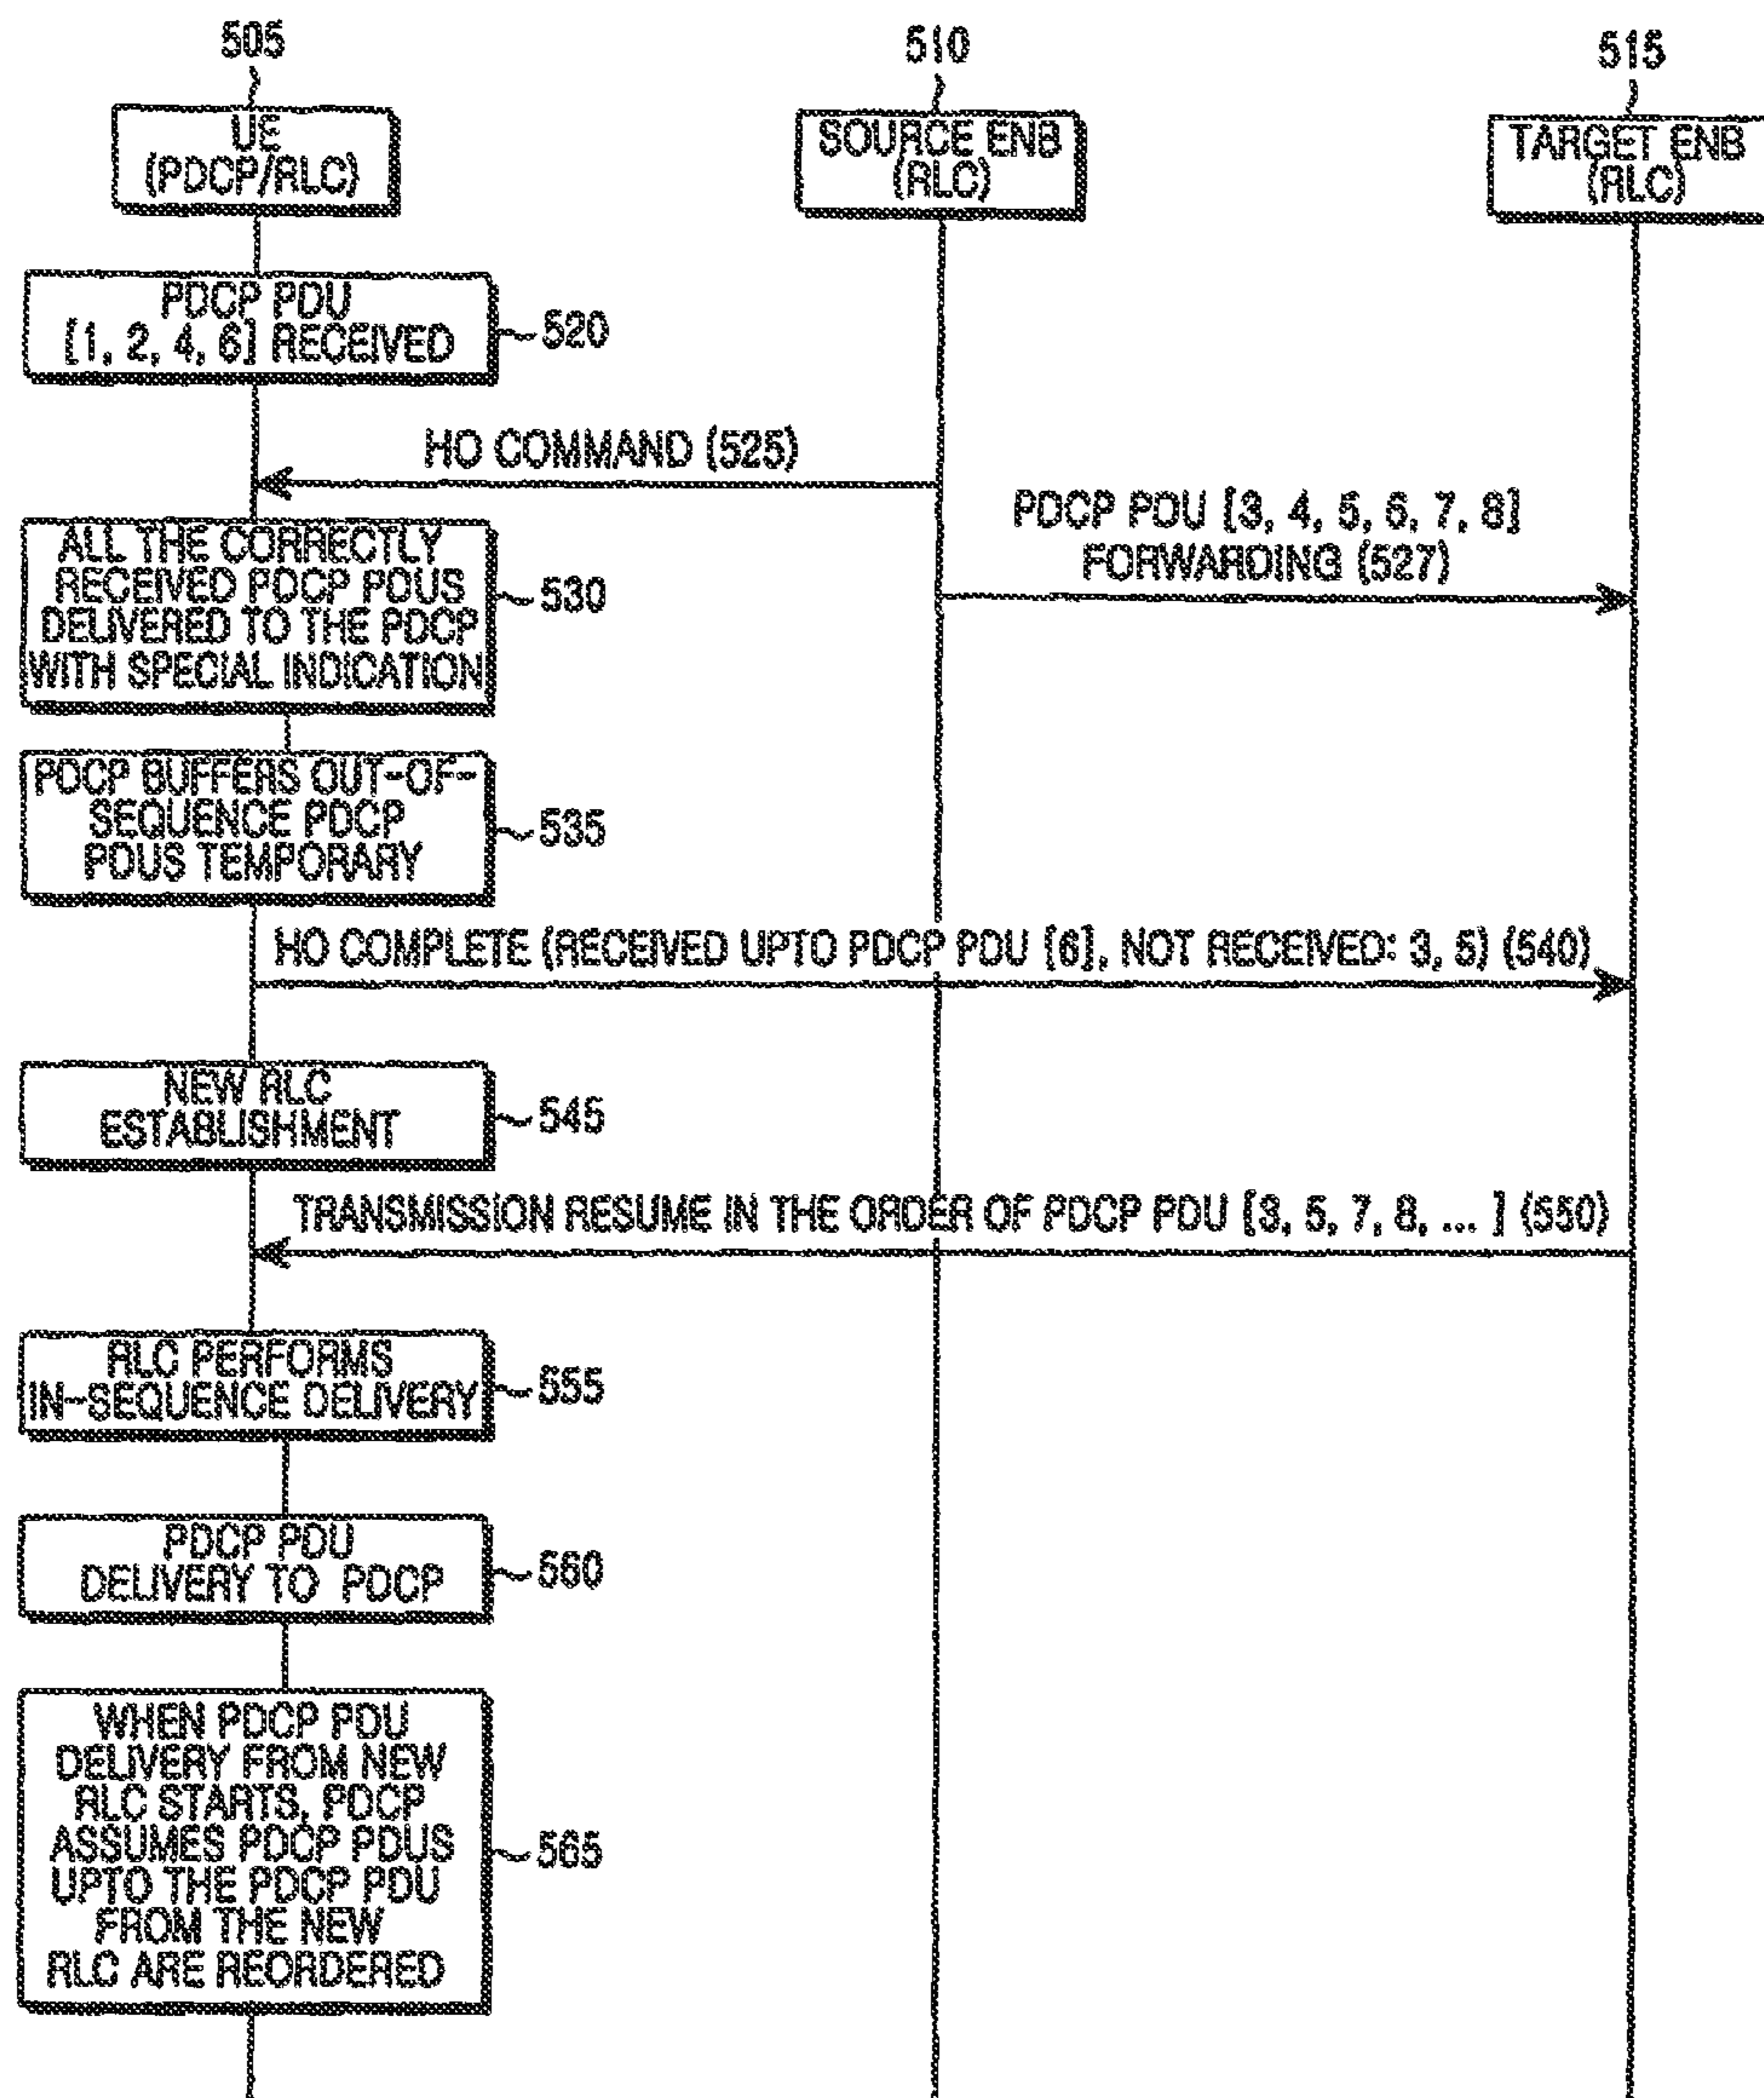 505
510
515
UE
(PDCP/RLC)
SOURCE ENB
(RLC)
TARGET ENB
(RLC)
PDCP PDU
[1, 2, 4, 6] RECEIVED
520
HO COMMAND (525)
PDCP PDU [3, 4, 5, 6, 7, 8]
FORWARDING (527)
ALL THE CORRECTLY
RECEIVED PDCP PDUS
DELIVERED TO THE PDCP
WITH SPECIAL INDICATION
530
PDCP BUFFERS OUT-OF-
SEQUENCE PDCP
PDUS TEMPORARY
535
HO COMPLETE (RECEIVED UPTO PDCP PDU [6], NOT RECEIVED: 3, 5) (540)
NEW RLC
ESTABLISHMENT
545
TRANSMISSION RESUME IN THE ORDER OF PDCP PDU [3, 5, 7, 8, ... ] (550)
RLC PERFORMS
IN-SEQUENCE DELIVERY
555
PDCP PDU
DELIVERY TO PDCP
560
WHEN PDCP PDU
DELIVERY FROM NEW
RLC STARTS, PDCP
ASSUMES PDCP PDUS
UPTO THE PDCP PDU
FROM THE NEW
RLC ARE REORDERED
565